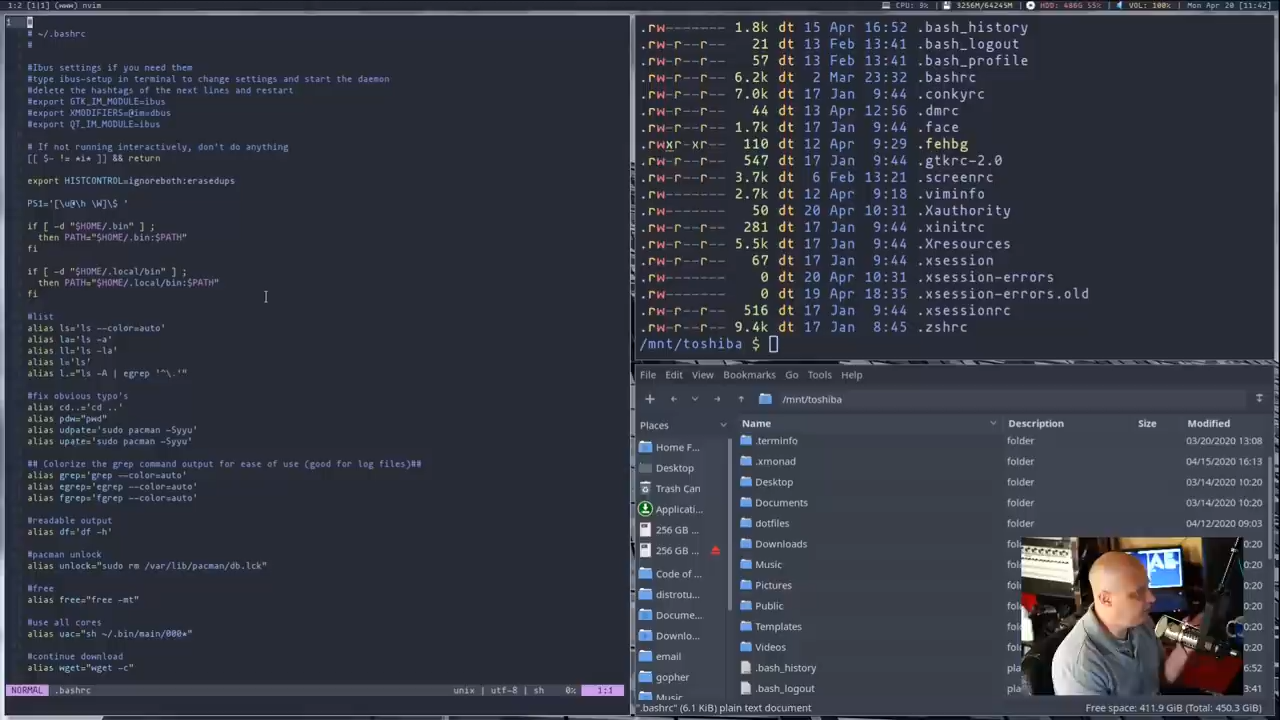 1:2 [1|1] (www) nvim
CPU: 9% 3256M/64245M HDD: 486G 55% VOL: 100% Mon Apr 20 11:42
1
# ~/.bashrc
#
#Ibus settings if you need them
#type ibus-setup in terminal to change settings and start the daemon
#delete the hashtags of the next lines and restart
#export GTK_IM_MODULE=ibus
#export XMODIFIERS=@im=dbus
#export QT_IM_MODULE=ibus
# If not running interactively, don't do anything
[[ $- != *i* ]] && return
export HISTCONTROL=ignoreboth:erasedups
PS1='[\u@\h \W]\$ '
if [ -d "$HOME/.bin" ] ;
then PATH="$HOME/.bin:$PATH"
fi
if [ -d "$HOME/.local/bin" ] ;
then PATH="$HOME/.local/bin:$PATH"
fi
#list
alias ls='ls --color=auto'
alias la='ls -a'
alias ll='ls -la'
alias l='ls'
alias l.="ls -A | egrep '^\.'"
#fix obvious typo's
alias cd..='cd ..'
alias pdw="pwd"
alias udpate='sudo pacman -Syyu'
alias upate='sudo pacman -Syyu'
## Colorize the grep command output for ease of use (good for log files)##
alias grep='grep --color=auto'
alias egrep='egrep --color=auto'
alias fgrep='fgrep --color=auto'
#readable output
alias df='df -h'
#pacman unlock
alias unlock="sudo rm /var/lib/pacman/db.lck"
#free
alias free="free -mt"
#use all cores
alias uac="sh ~/.bin/main/000*"
#continue download
alias wget="wget -c"
NORMAL .bashrc unix | utf-8 | sh 0% 1:1
.rw------- 1.8k dt 15 Apr 16:52 .bash_history
.rw-r--r-- 21 dt 13 Feb 13:41 .bash_logout
.rw-r--r-- 57 dt 13 Feb 13:41 .bash_profile
.rw-r--r-- 6.2k dt 2 Mar 23:32 .bashrc
.rw-r--r-- 7.0k dt 17 Jan 9:44 .conkyrc
.rw-r--r-- 44 dt 13 Apr 12:56 .dmrc
.rw-r--r-- 1.7k dt 17 Jan 9:44 .face
.rwxr-xr-- 110 dt 12 Apr 9:29 .fehbg
.rw-r--r-- 547 dt 17 Jan 9:44 .gtkrc-2.0
.rw-r--r-- 3.7k dt 6 Feb 13:21 .screenrc
.rw------- 2.7k dt 12 Apr 9:18 .viminfo
.rw------- 50 dt 20 Apr 10:31 .Xauthority
.rw-r--r-- 281 dt 17 Jan 9:44 .xinitrc
.rw-r--r-- 5.5k dt 17 Jan 9:44 .Xresources
.rw-r--r-- 67 dt 17 Jan 9:44 .xsession
.rw------- 0 dt 20 Apr 10:31 .xsession-errors
.rw------- 0 dt 19 Apr 18:35 .xsession-errors.old
.rw-r--r-- 516 dt 17 Jan 9:44 .xsessionrc
.rw-r--r-- 9.4k dt 17 Jan 8:45 .zshrc
/mnt/toshiba $
File Edit View Bookmarks Go Tools Help
/mnt/toshiba
Places
Home F...
Desktop
Trash Can
Applicati...
256 GB ...
256 GB ...
Code of ...
distrotu...
Docume...
Downlo...
email
gopher
Music
Name Description Size Modified
.terminfo folder 03/20/2020 13:08
.xmonad folder 04/15/2020 16:13
Desktop folder 03/14/2020 10:20
Documents folder 03/14/2020 10:20
dotfiles folder 04/12/2020 09:03
Downloads :20
Music :20
Pictures :20
Public :20
Templates :20
Videos :20
.bash_history :52
.bash_logout :41
".bashrc" (6.1 KiB) plain text document Free space: 411.9 GiB (Total: 450.3 GiB)